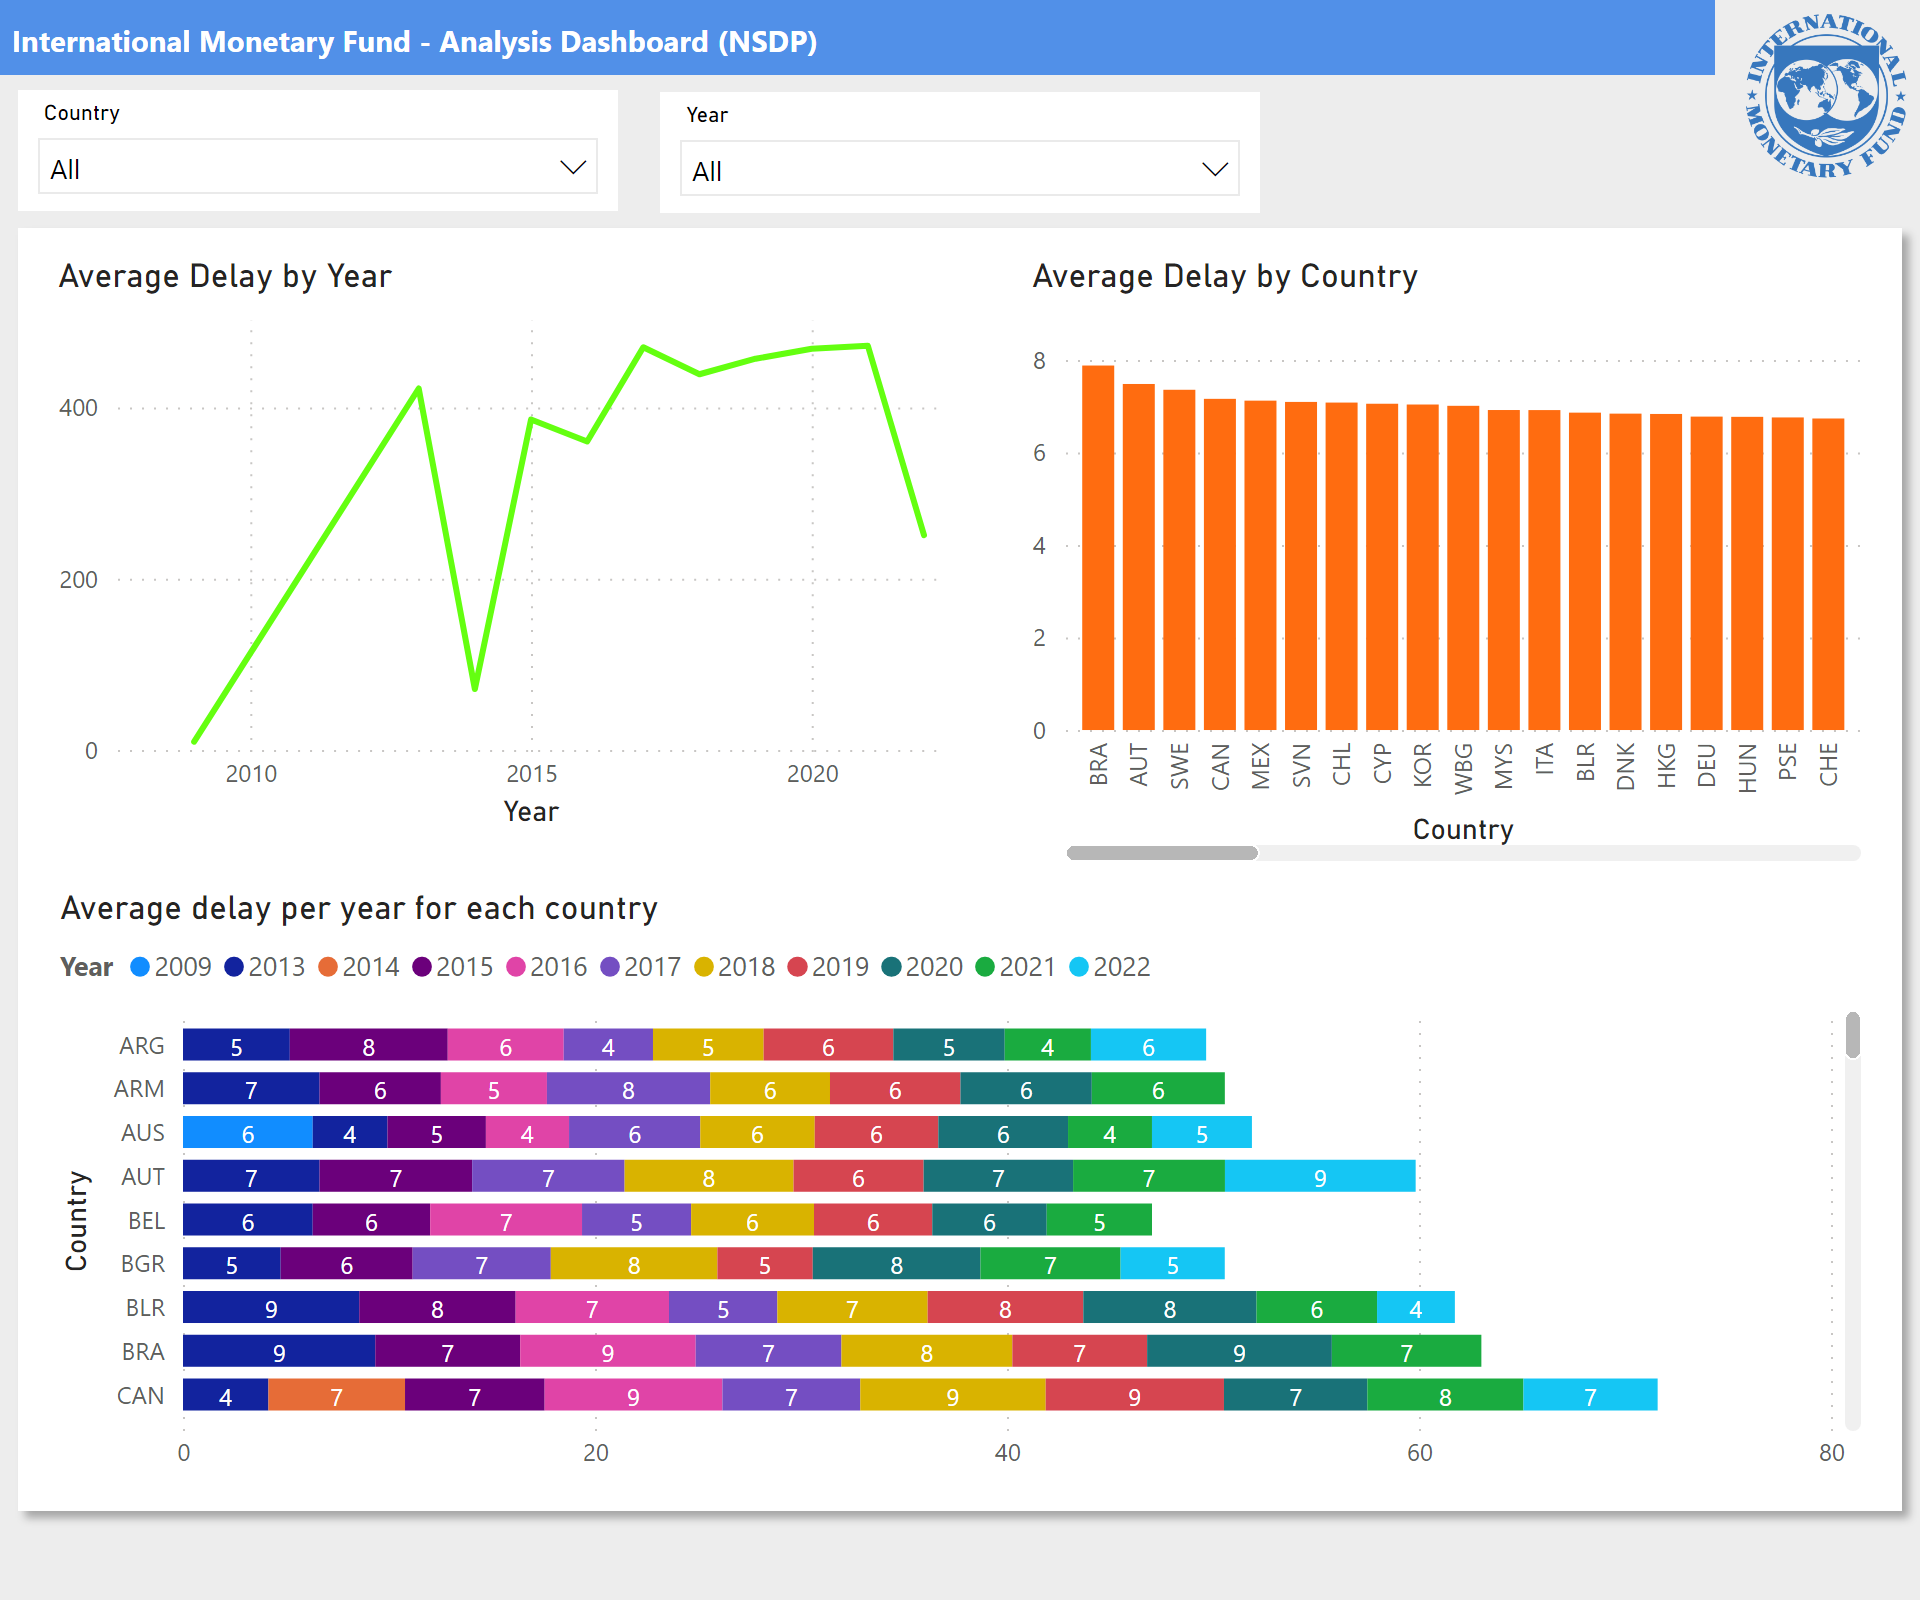 International Monetary Fund - Analysis Dashboard (NSDP)
INTERNATIONAL MONETARY FUND
Country
All
Year
All
Average Delay by Year
400
200
0
2010 2015 2020
Year
Average Delay by Country
8
6
4
2
0
BRA AUT SWE CAN MEX SVN CHL CYP KOR WBG MYS ITA BLR DNK HKG DEU HUN PSE CHE
Country
Average delay per year for each country
Year 2009 2013 2014 2015 2016 2017 2018 2019 2020 2021 2022
Country
ARG 5 8 6 4 5 6 5 4 6
ARM 7 6 5 8 6 6 6 6
AUS 6 4 5 4 6 6 6 6 4 5
AUT 7 7 7 8 6 7 7 9
BEL 6 6 7 5 6 6 6 5
BGR 5 6 7 8 5 8 7 5
BLR 9 8 7 5 7 8 8 6 4
BRA 9 7 9 7 8 7 9 7
CAN 4 7 7 9 7 9 9 7 8 7
0 20 40 60 80